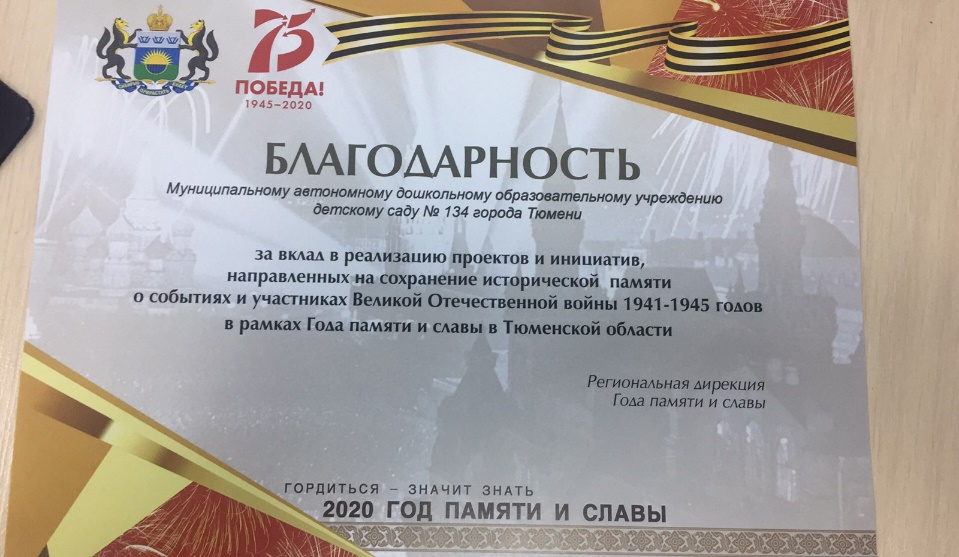 75
ПОБЕДА!
1945–2020
БЛАГОДАРНОСТЬ
Муниципальному автономному дошкольному образовательному учреждению
детскому саду № 134 города Тюмени
за вклад в реализацию проектов и инициатив,
направленных на сохранение исторической памяти
о событиях и участниках Великой Отечественной войны 1941-1945 годов
в рамках Года памяти и славы в Тюменской области
Региональная дирекция
Года памяти и славы
ГОРДИТЬСЯ – ЗНАЧИТ ЗНАТЬ
2020 ГОД ПАМЯТИ И СЛАВЫ